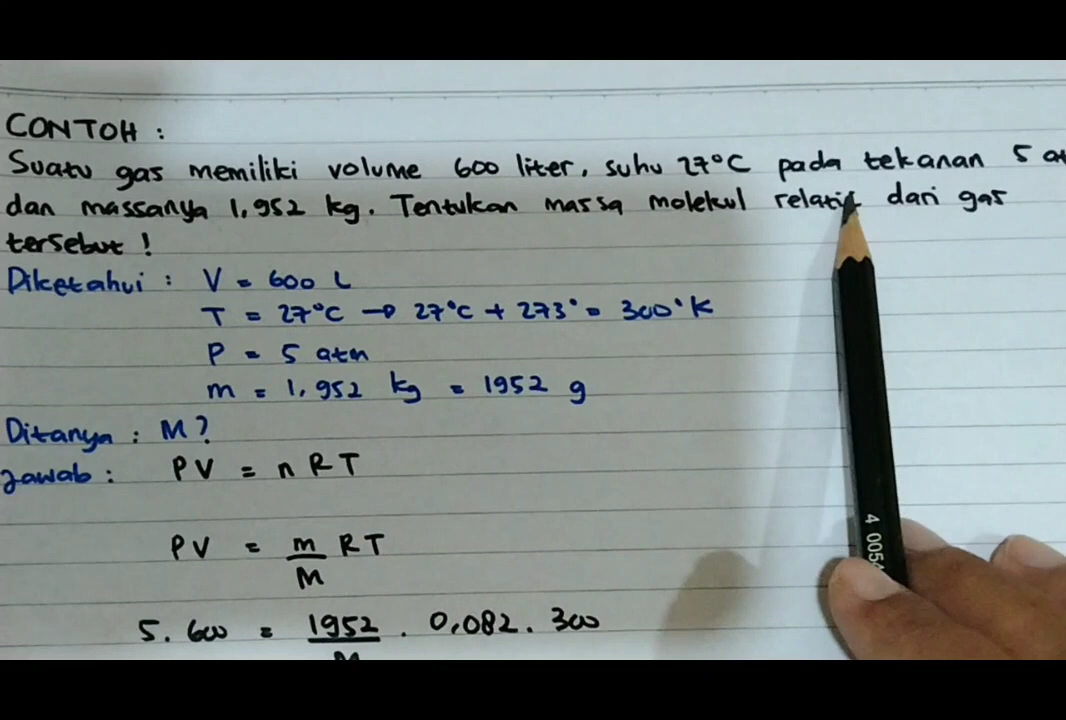 CONTOH :
Suatu gas memiliki volume 600 liter, suhu 27°C pada tekanan 5
dan massanya 1,952 kg. Tentukan massa molekul relatif dari gas
tersebut !
Diketahui : V = 600 L
T = 27°C → 27°C + 273° = 300°K
P = 5 atm
m = 1,952 kg = 1952 g
Ditanya : M?
Jawab : PV = nRT
PV = m/M RT
5. 600 = 1952/M . 0,082. 300
4 005